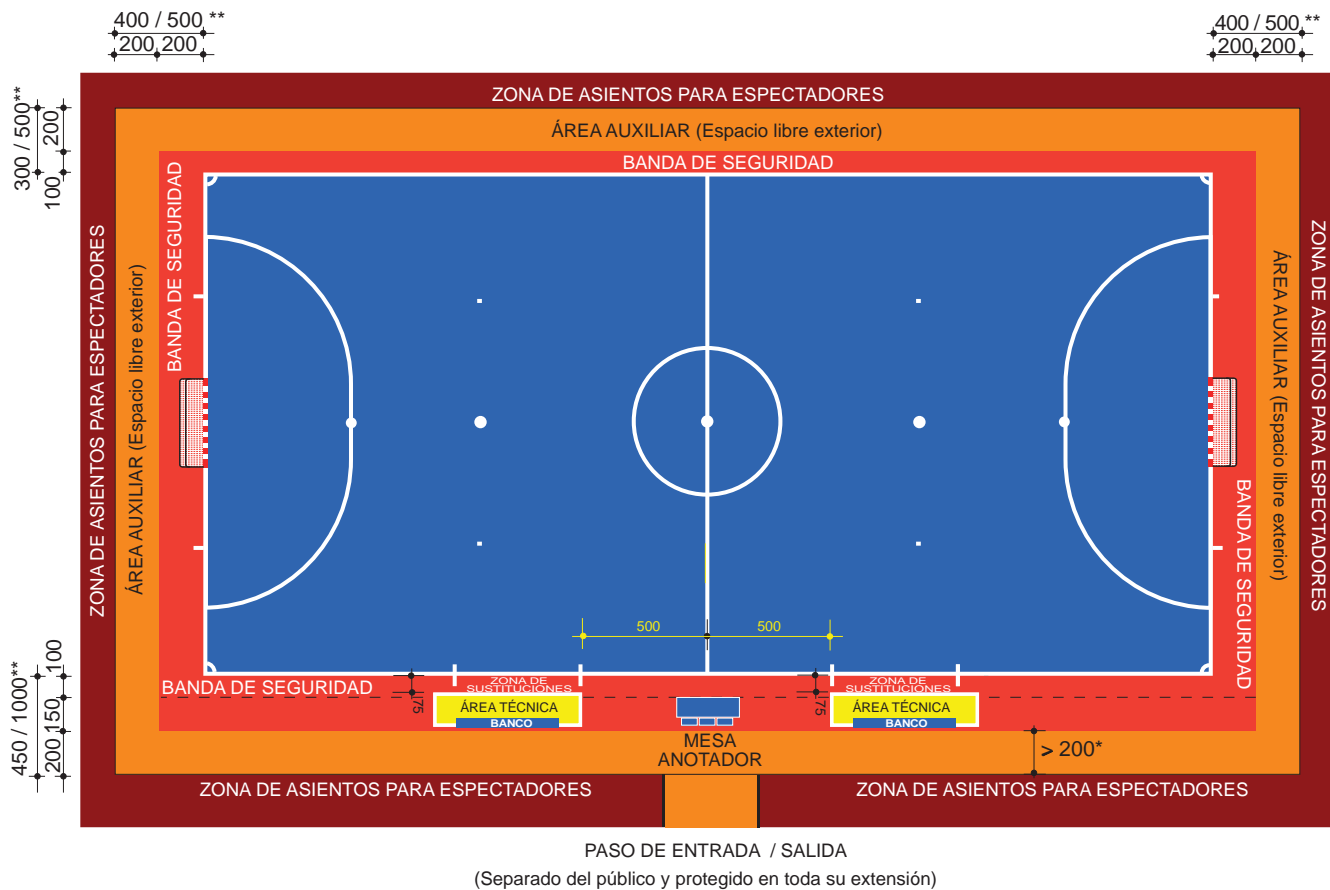 400 / 500 **
200 200
400 / 500 **
200 200
ZONA DE ASIENTOS PARA ESPECTADORES
ÁREA AUXILIAR (Espacio libre exterior)
BANDA DE SEGURIDAD
300 / 500**
200
100
ZONA DE ASIENTOS PARA ESPECTADORES
ÁREA AUXILIAR (Espacio libre exterior)
BANDA DE SEGURIDAD
ZONA DE ASIENTOS PARA ESPECTADORES
ÁREA AUXILIAR (Espacio libre exterior)
BANDA DE SEGURIDAD
500 500
450 / 1000**
100
150
200
BANDA DE SEGURIDAD
75
ZONA DE
SUSTITUCIONES
ÁREA TÉCNICA
BANCO
75
ZONA DE
SUSTITUCIONES
ÁREA TÉCNICA
BANCO
MESA
ANOTADOR
> 200*
ZONA DE ASIENTOS PARA ESPECTADORES
ZONA DE ASIENTOS PARA ESPECTADORES
PASO DE ENTRADA / SALIDA
(Separado del público y protegido en toda su extensión)